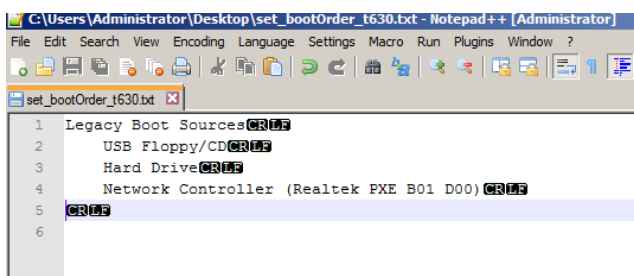 C:\Users\Administrator\Desktop\set_bootOrder_t630.txt - Notepad++ [Administrator]
File Edit Search View Encoding Language Settings Macro Run Plugins Window ?
set_bootOrder_t630.txt
1 Legacy Boot SourcesCRLF
2 USB Floppy/CDCRLF
3 Hard DriveCRLF
4 Network Controller (Realtek PXE B01 D00)CRLF
5 CRLF
6